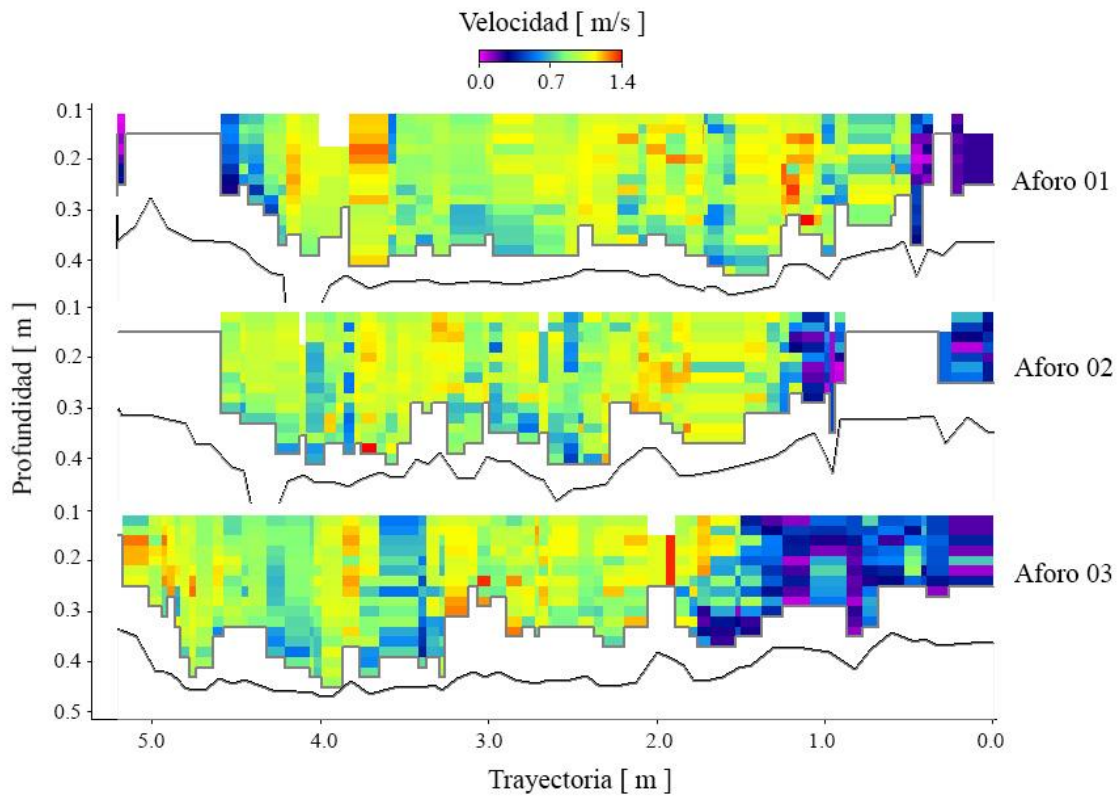 Velocidad [ m/s ]
0.0 0.7 1.4
0.1
0.2
0.3
0.4
Aforo 01
0.1
0.2
0.3
0.4
Aforo 02
0.1
0.2
0.3
0.4
0.5
Aforo 03
Profundidad [ m ]
5.0 4.0 3.0 2.0 1.0 0.0
Trayectoria [ m ]